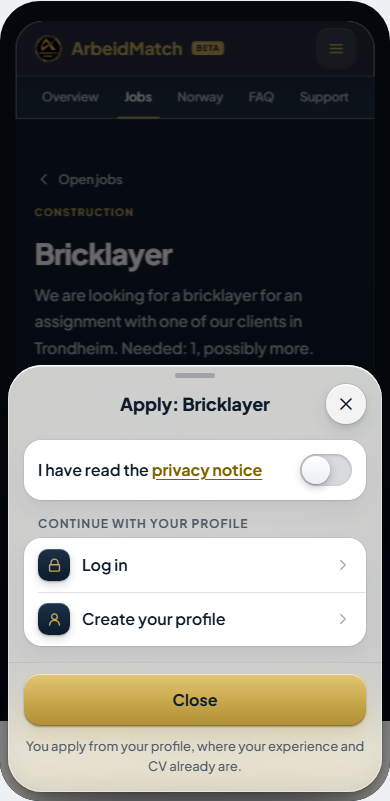 ArbeidMatch BETA
Overview Jobs Norway FAQ Support
Open jobs
CONSTRUCTION
Bricklayer
We are looking for a bricklayer for an
assignment with one of our clients in
Trondheim. Needed: 1, possibly more.
Apply: Bricklayer
I have read the privacy notice
CONTINUE WITH YOUR PROFILE
Log in
Create your profile
Close
You apply from your profile, where your experience and
CV already are.